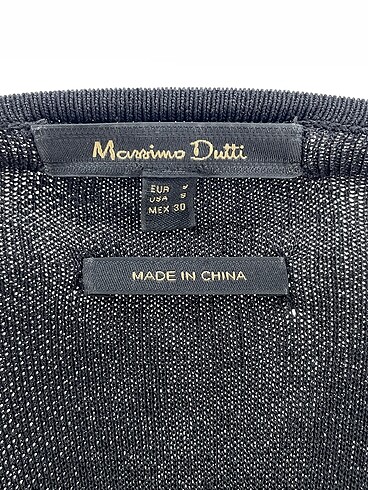 Massimo Dutti
EUR
USA
MEX 30
MADE IN CHINA